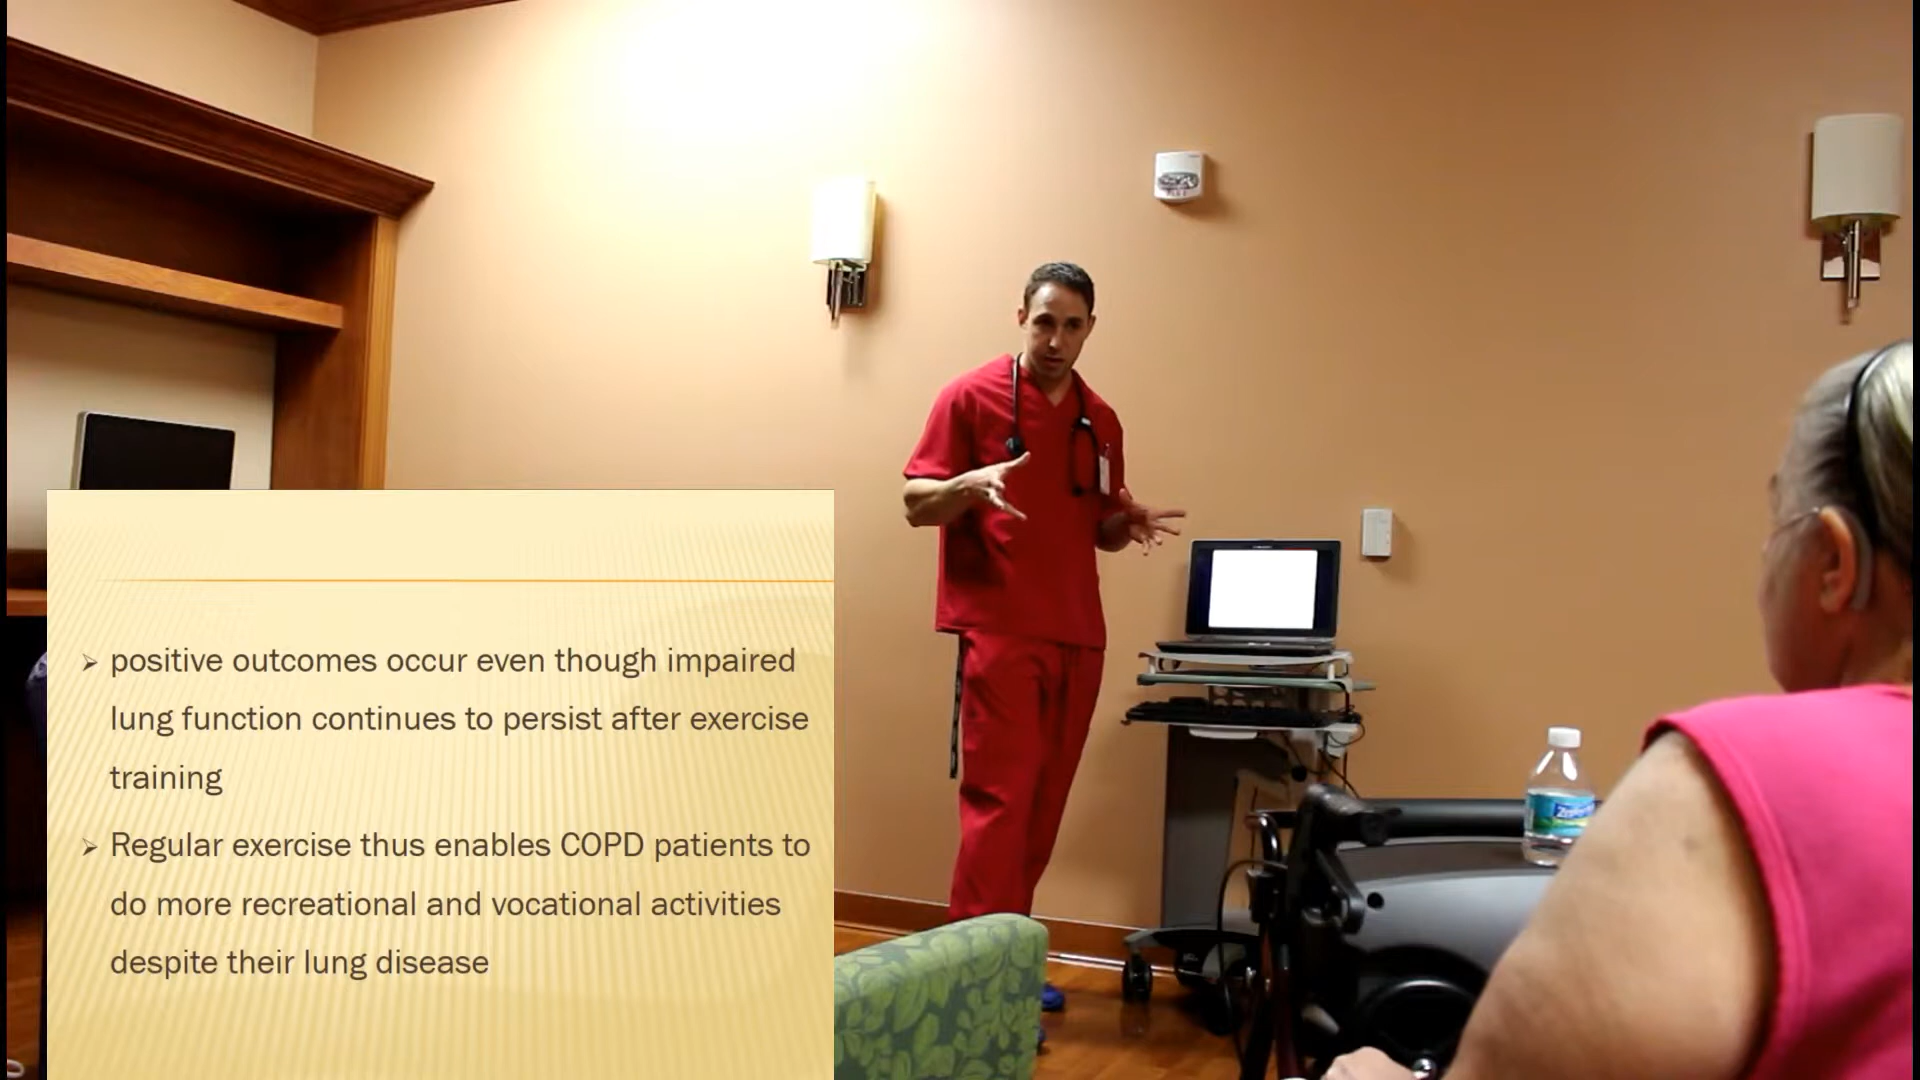 positive outcomes occur even though impaired
lung function continues to persist after exercise
training
Regular exercise thus enables COPD patients to
do more recreational and vocational activities
despite their lung disease